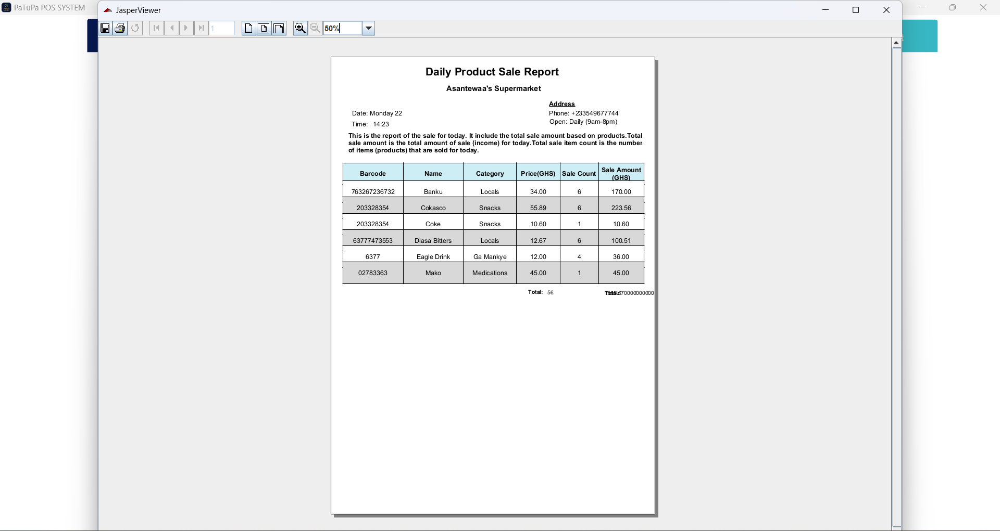 PaTuPa POS SYSTEM
JasperViewer
1
50%
Daily Product Sale Report
Asantewaa's Supermarket
Address
Date: Monday 22
Phone: +233549677744
Time: 14:23
Open: Daily (9am-8pm)
This is the report of the sale for today. It include the total sale amount based on products.Total
sale amount is the total amount of sale (income) for today.Total sale item count is the number
of items (products) that are sold for today.
Barcode Name Category Price(GHS) Sale Count Sale Amount (GHS)
763267236732 Banku Locals 34.00 6 170.00
203328354 Cokasco Snacks 55.89 6 223.56
203328354 Coke Snacks 10.60 1 10.60
63777473553 Diasa Bitters Locals 12.67 6 100.51
6377 Eagle Drink Ga Mankye 12.00 4 36.00
02783363 Mako Medications 45.00 1 45.00
Total: 56 Total: